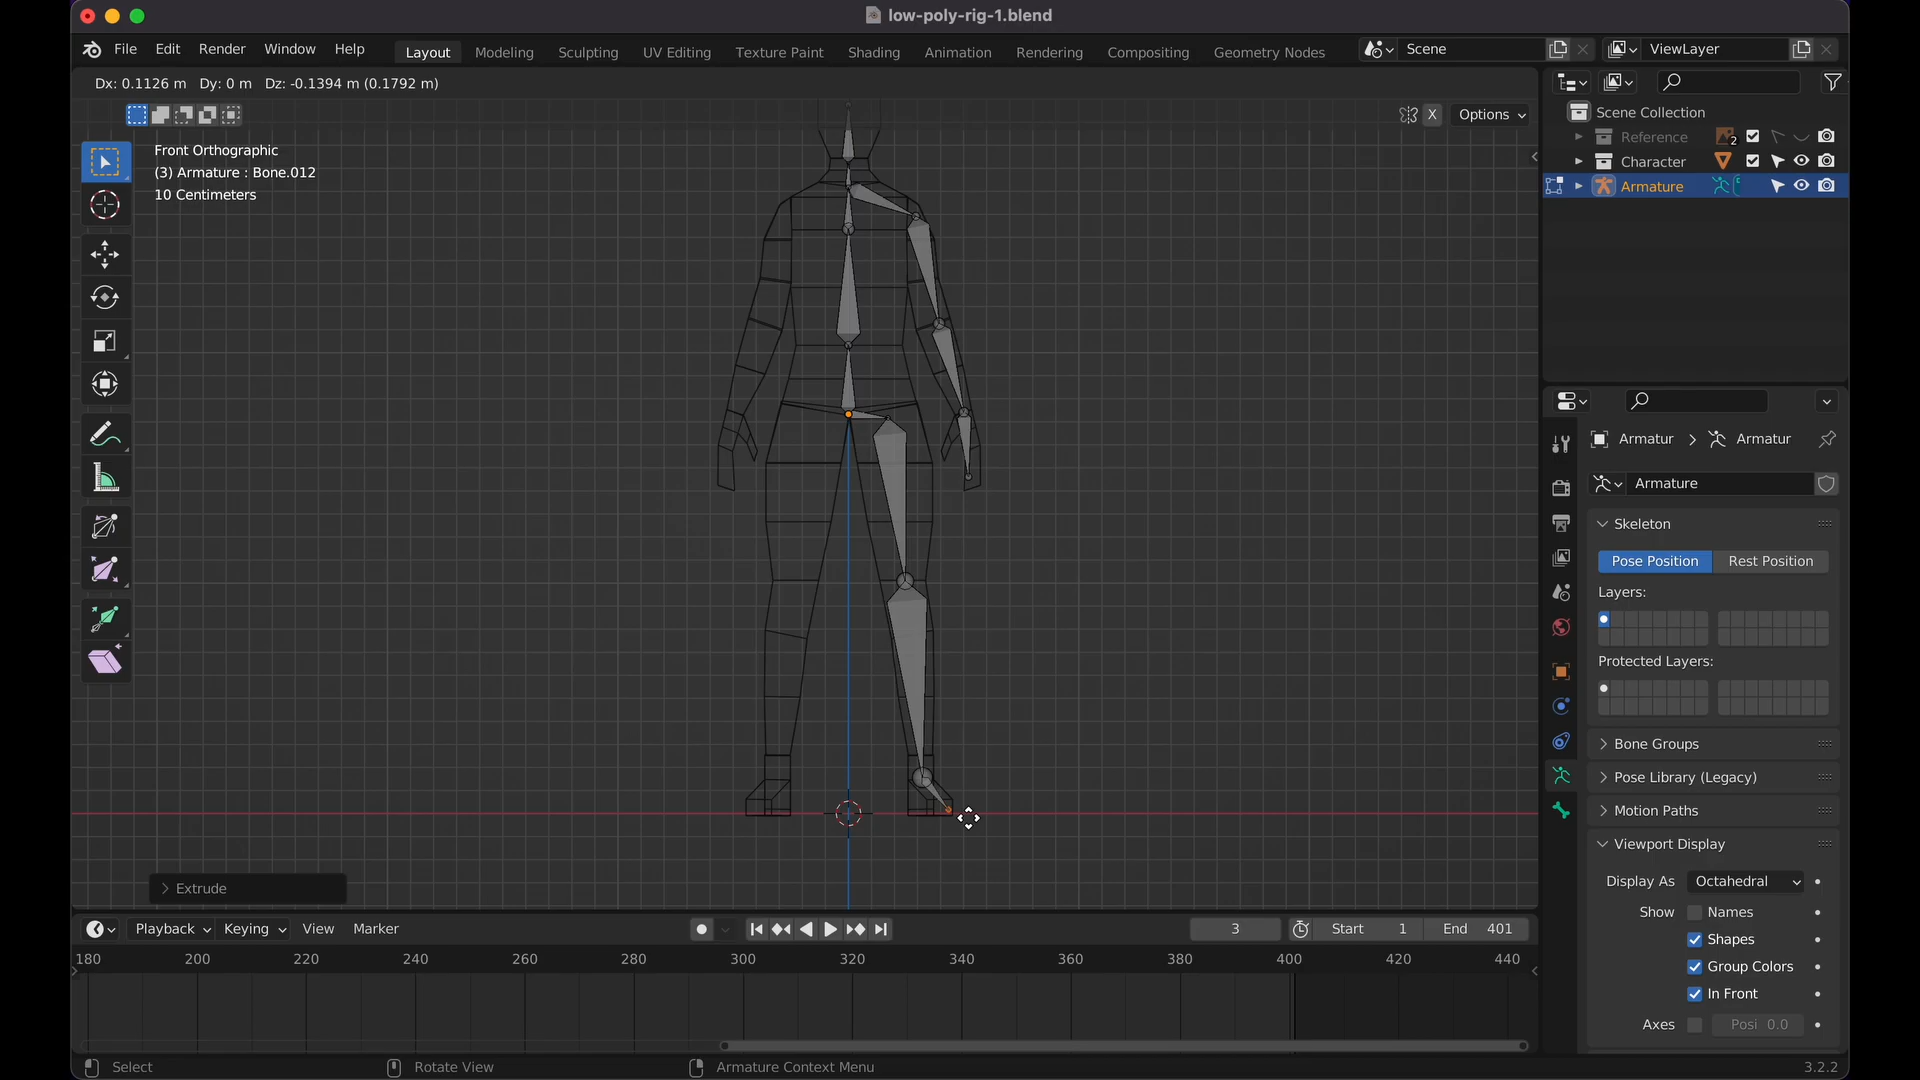 low-poly-rig-1.blend
File Edit Render Window Help Layout Modeling Sculpting UV Editing Texture Paint Shading Animation Rendering Compositing Geometry Nodes Scene ViewLayer
Dx: 0.1126 m Dy: 0 m Dz: -0.1394 m (0.1792 m)
X Options
Front Orthographic
(3) Armature : Bone.012
10 Centimeters
Scene Collection
Reference 2
Character
Armature
Armatur Armatur
Armature
Skeleton
Pose Position Rest Position
Layers:
Protected Layers:
Bone Groups
Pose Library (Legacy)
Motion Paths
Viewport Display
Display As Octahedral
Show Names
Shapes
Group Colors
In Front
Axes Posi 0.0
Extrude
Playback Keying View Marker 3 Start 1 End 401
180 200 220 240 260 280 300 320 340 360 380 400 420 440
Select Rotate View Armature Context Menu 3.2.2